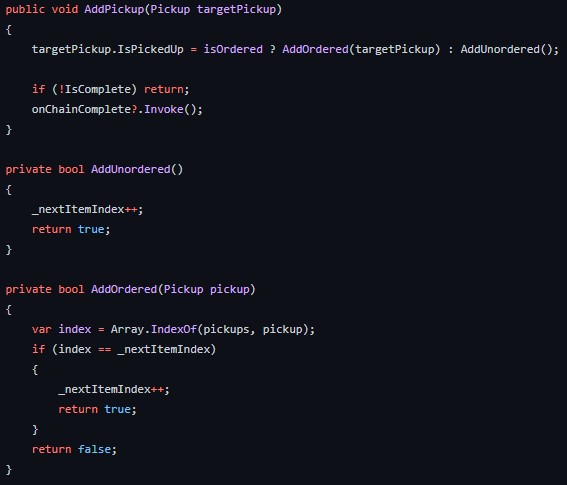 public void AddPickup(Pickup targetPickup)
{
    targetPickup.IsPickedUp = isOrdered ? AddOrdered(targetPickup) : AddUnordered();

    if (!IsComplete) return;
    onChainComplete?.Invoke();
}

private bool AddUnordered()
{
    _nextItemIndex++;
    return true;
}

private bool AddOrdered(Pickup pickup)
{
    var index = Array.IndexOf(pickups, pickup);
    if (index == _nextItemIndex)
    {
        _nextItemIndex++;
        return true;
    }
    return false;
}